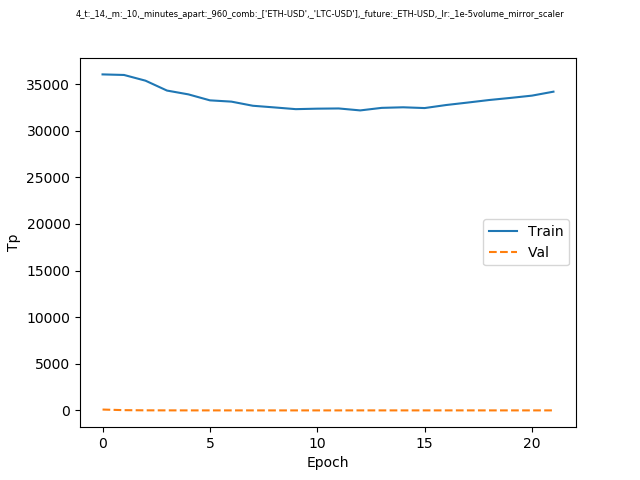 4_t:_14,_m:_10,_minutes_apart:_960_comb:_['ETH-USD',_'LTC-USD'],_future:_ETH-USD,_lr:_1e-5volume_mirror_scaler
35000
30000
25000
20000
15000
10000
5000
0
Tp
Train
Val
0 5 10 15 20
Epoch